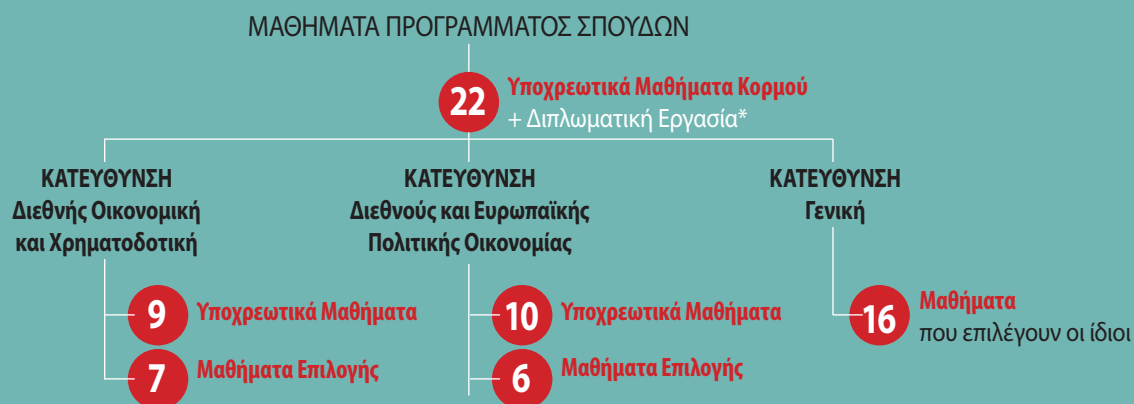 ΜΑΘΗΜΑΤΑ ΠΡΟΓΡΑΜΜΑΤΟΣ ΣΠΟΥΔΩΝ
22 Υποχρεωτικά Μαθήματα Κορμού
+ Διπλωματική Εργασία*
ΚΑΤΕΥΘΥΝΣΗ
Διεθνής Οικονομική
και Χρηματοδοτική
9 Υποχρεωτικά Μαθήματα
7 Μαθήματα Επιλογής
ΚΑΤΕΥΘΥΝΣΗ
Διεθνούς και Ευρωπαϊκής
Πολιτικής Οικονομίας
10 Υποχρεωτικά Μαθήματα
6 Μαθήματα Επιλογής
ΚΑΤΕΥΘΥΝΣΗ
Γενική
16 Μαθήματα
που επιλέγουν οι ίδιοι